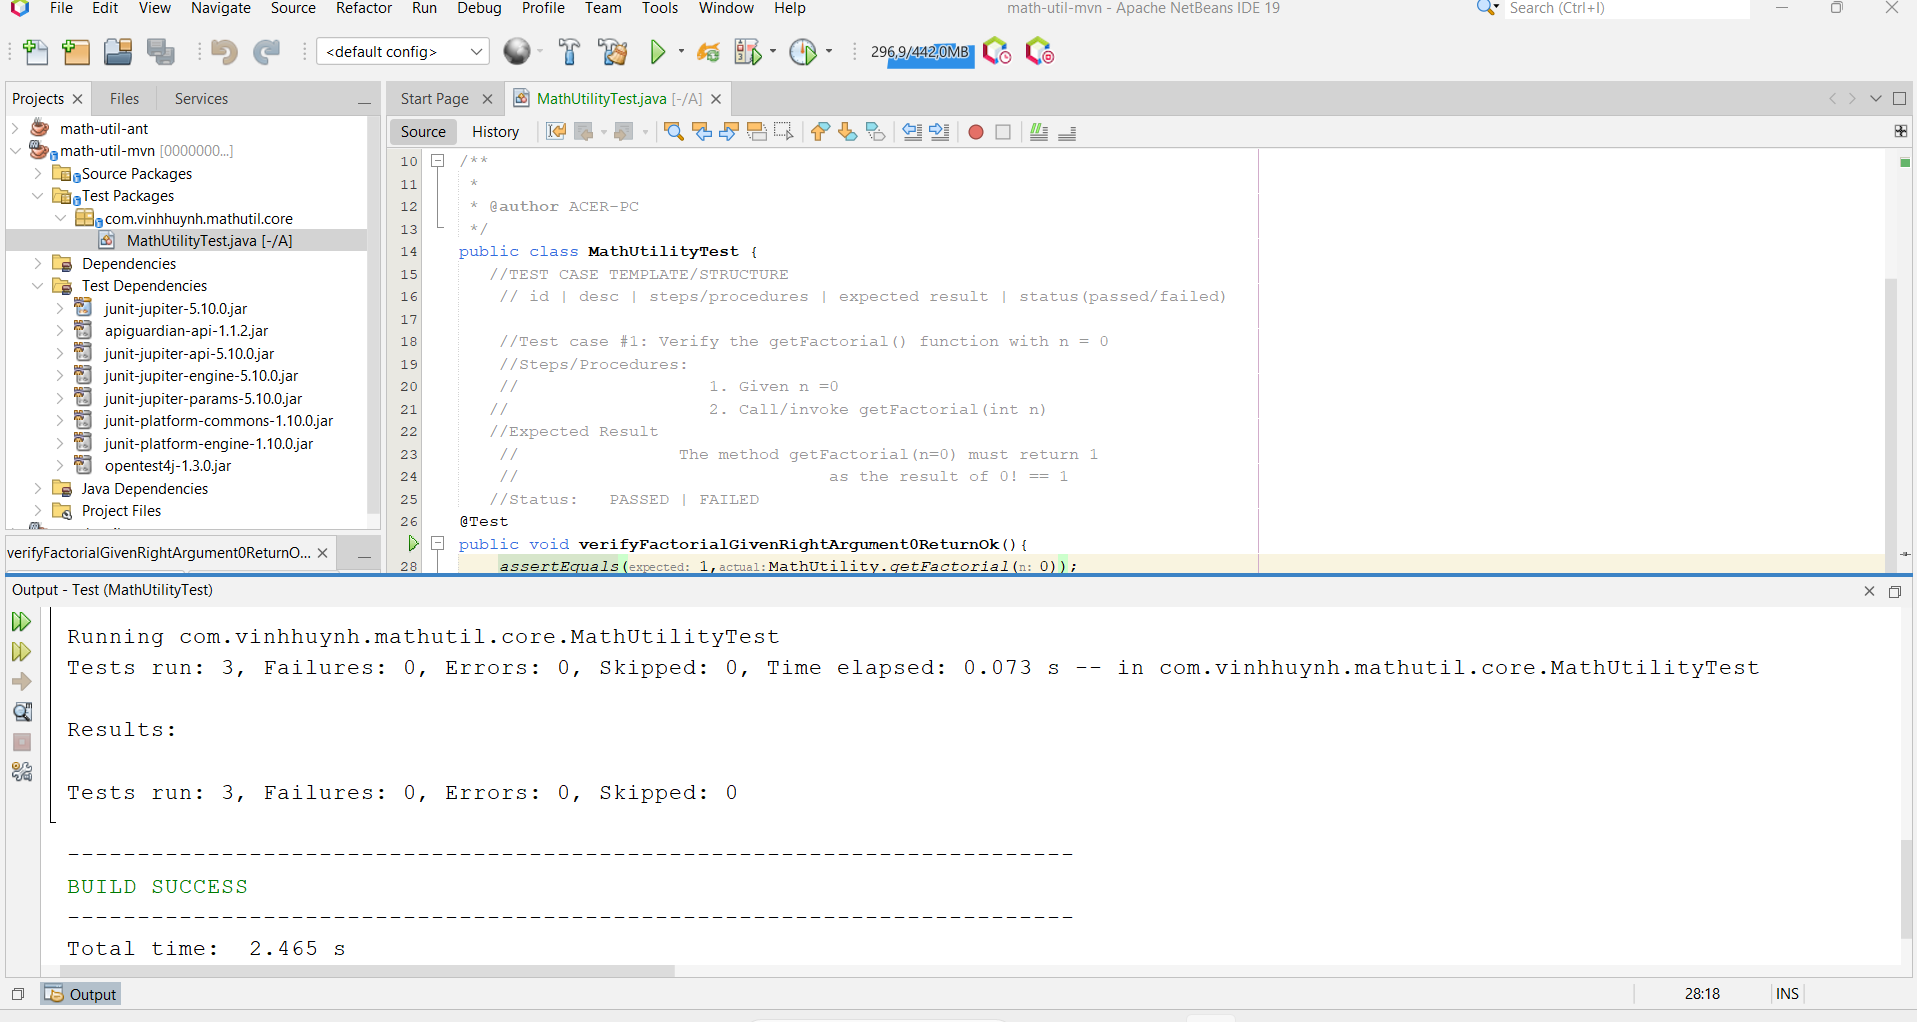 File Edit View Navigate Source Refactor Run Debug Profile Team Tools Window Help math-util-mvn - Apache NetBeans IDE 19 Search (Ctrl+I)
<default config> 296,9/442,0MB
Projects Files Services
math-util-ant
math-util-mvn [0000000...]
Source Packages
Test Packages
com.vinhhuynh.mathutil.core
MathUtilityTest.java [-/A]
Dependencies
Test Dependencies
junit-jupiter-5.10.0.jar
apiguardian-api-1.1.2.jar
junit-jupiter-api-5.10.0.jar
junit-jupiter-engine-5.10.0.jar
junit-jupiter-params-5.10.0.jar
junit-platform-commons-1.10.0.jar
junit-platform-engine-1.10.0.jar
opentest4j-1.3.0.jar
Java Dependencies
Project Files
verifyFactorialGivenRightArgument0ReturnO...
Start Page MathUtilityTest.java [-/A]
Source History
10 /**
11 *
12 * @author ACER-PC
13 */
14 public class MathUtilityTest {
15 //TEST CASE TEMPLATE/STRUCTURE
16 // id | desc | steps/procedures | expected result | status(passed/failed)
17
18 //Test case #1: Verify the getFactorial() function with n = 0
19 //Steps/Procedures:
20 // 1. Given n =0
21 // 2. Call/invoke getFactorial(int n)
22 //Expected Result
23 // The method getFactorial(n=0) must return 1
24 // as the result of 0! == 1
25 //Status: PASSED | FAILED
26 @Test
public void verifyFactorialGivenRightArgument0ReturnOk(){
28 assertEquals(expected: 1,actual:MathUtility.getFactorial(n: 0));
Output - Test (MathUtilityTest)
Running com.vinhhuynh.mathutil.core.MathUtilityTest
Tests run: 3, Failures: 0, Errors: 0, Skipped: 0, Time elapsed: 0.073 s -- in com.vinhhuynh.mathutil.core.MathUtilityTest
Results:
Tests run: 3, Failures: 0, Errors: 0, Skipped: 0
------------------------------------------------------------------------
BUILD SUCCESS
------------------------------------------------------------------------
Total time: 2.465 s
Output 28:18 INS